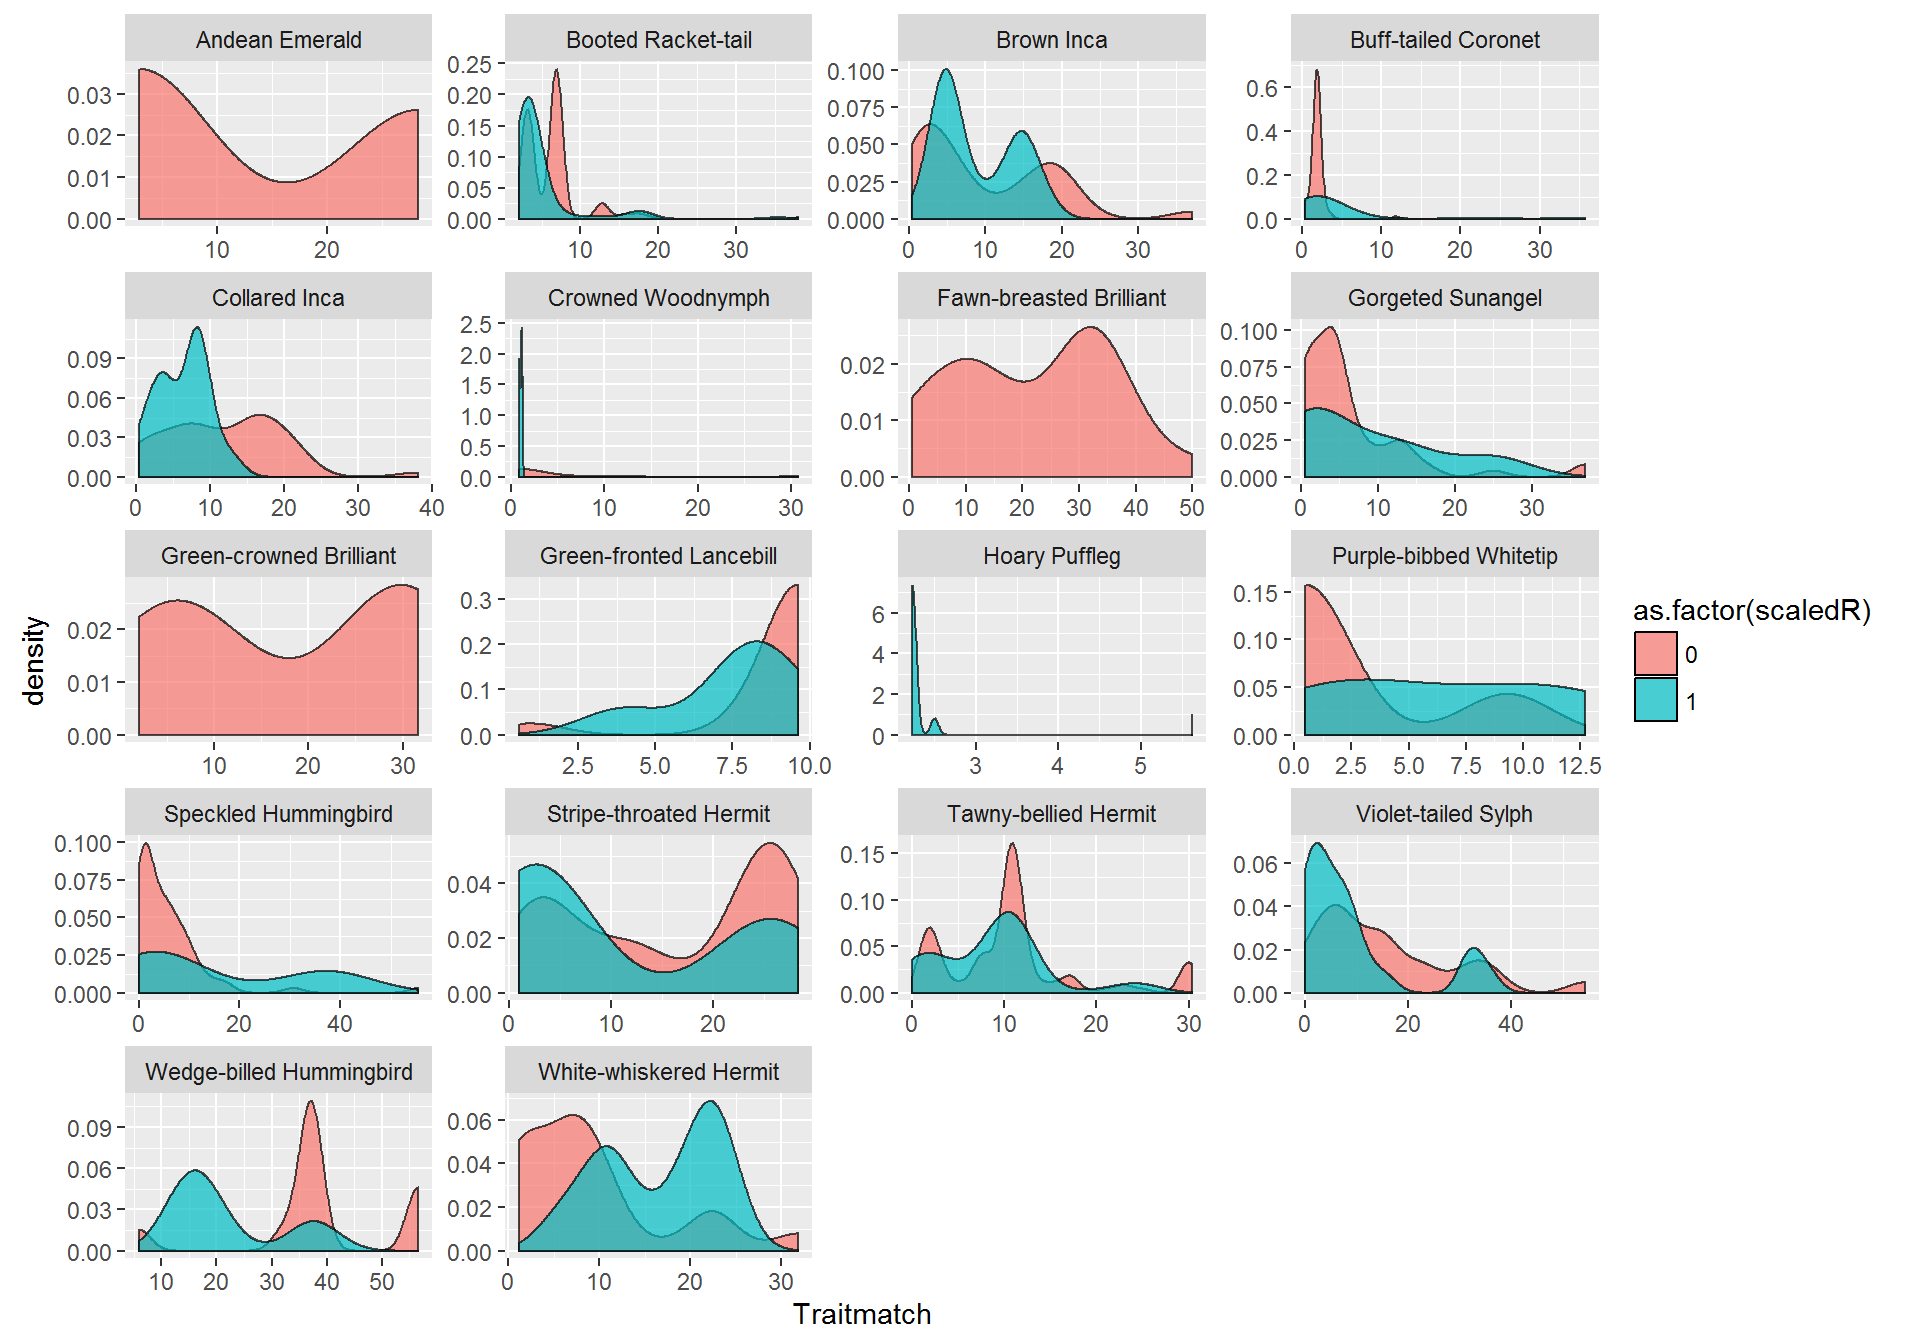 Andean Emerald
Booted Racket-tail
Brown Inca
Buff-tailed Coronet
0.03
0.02
0.01
0.00
10 20
0.25
0.20
0.15
0.10
0.05
0.00
10 20 30
0.100
0.075
0.050
0.025
0.000
0 10 20 30
0.6
0.4
0.2
0.0
0 10 20 30
Collared Inca
Crowned Woodnymph
Fawn-breasted Brilliant
Gorgeted Sunangel
0.09
0.06
0.03
0.00
0 10 20 30 40
2.5
2.0
1.5
1.0
0.5
0.0
0 10 20 30
0.02
0.01
0.00
0 10 20 30 40 50
0.100
0.075
0.050
0.025
0.000
0 10 20 30
Green-crowned Brilliant
Green-fronted Lancebill
Hoary Puffleg
Purple-bibbed Whitetip
0.02
0.01
0.00
10 20 30
0.3
0.2
0.1
0.0
2.5 5.0 7.5 10.0
6
4
2
0
3 4 5
0.15
0.10
0.05
0.00
0.0 2.5 5.0 7.5 10.0 12.5
Speckled Hummingbird
Stripe-throated Hermit
Tawny-bellied Hermit
Violet-tailed Sylph
0.100
0.075
0.050
0.025
0.000
0 20 40
0.04
0.02
0.00
0 10 20
0.15
0.10
0.05
0.00
0 10 20 30
0.06
0.04
0.02
0.00
0 20 40
Wedge-billed Hummingbird
White-whiskered Hermit
0.09
0.06
0.03
0.00
10 20 30 40 50
0.06
0.04
0.02
0.00
0 10 20 30
density
Traitmatch
as.factor(scaledR)
0
1